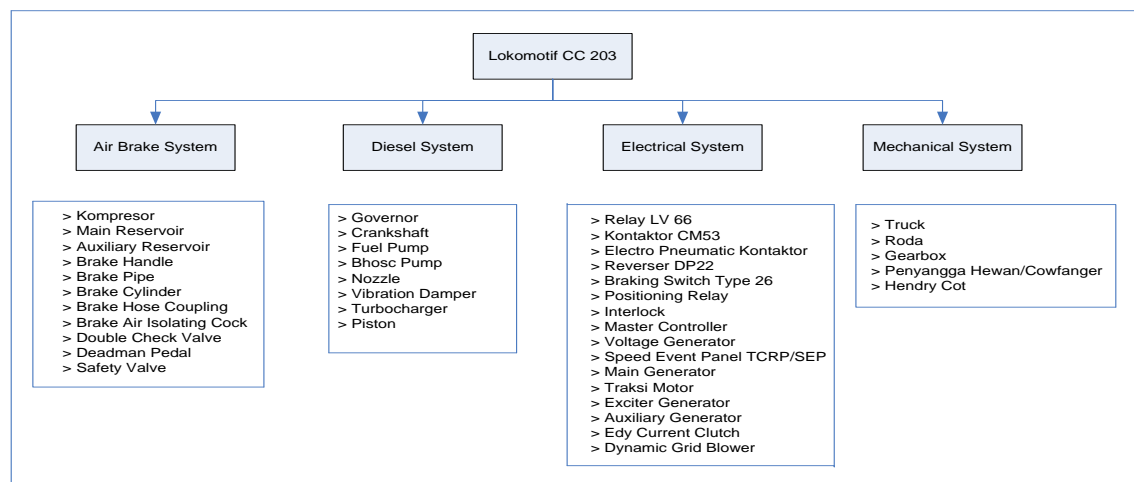 Lokomotif CC 203
Air Brake System
Diesel System
Electrical System
Mechanical System
> Kompresor
> Main Reservoir
> Auxiliary Reservoir
> Brake Handle
> Brake Pipe
> Brake Cylinder
> Brake Hose Coupling
> Brake Air Isolating Cock
> Double Check Valve
> Deadman Pedal
> Safety Valve
> Governor
> Crankshaft
> Fuel Pump
> Bhosc Pump
> Nozzle
> Vibration Damper
> Turbocharger
> Piston
> Relay LV 66
> Kontaktor CM53
> Electro Pneumatic Kontaktor
> Reverser DP22
> Braking Switch Type 26
> Positioning Relay
> Interlock
> Master Controller
> Voltage Generator
> Speed Event Panel TCRP/SEP
> Main Generator
> Traksi Motor
> Exciter Generator
> Auxiliary Generator
> Edy Current Clutch
> Dynamic Grid Blower
> Truck
> Roda
> Gearbox
> Penyangga Hewan/Cowfanger
> Hendry Cot